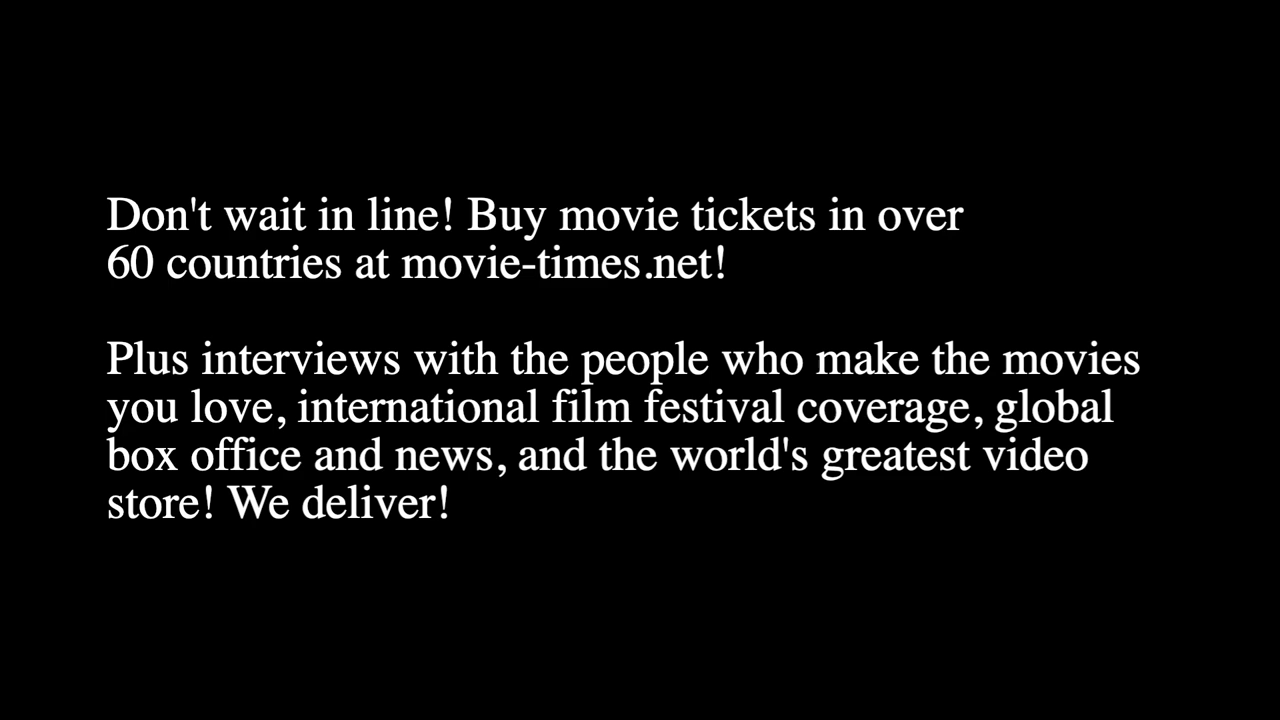 Don't wait in line! Buy movie tickets in over
60 countries at movie-times.net!
Plus interviews with the people who make the movies
you love, international film festival coverage, global
box office and news, and the world's greatest video
store! We deliver!